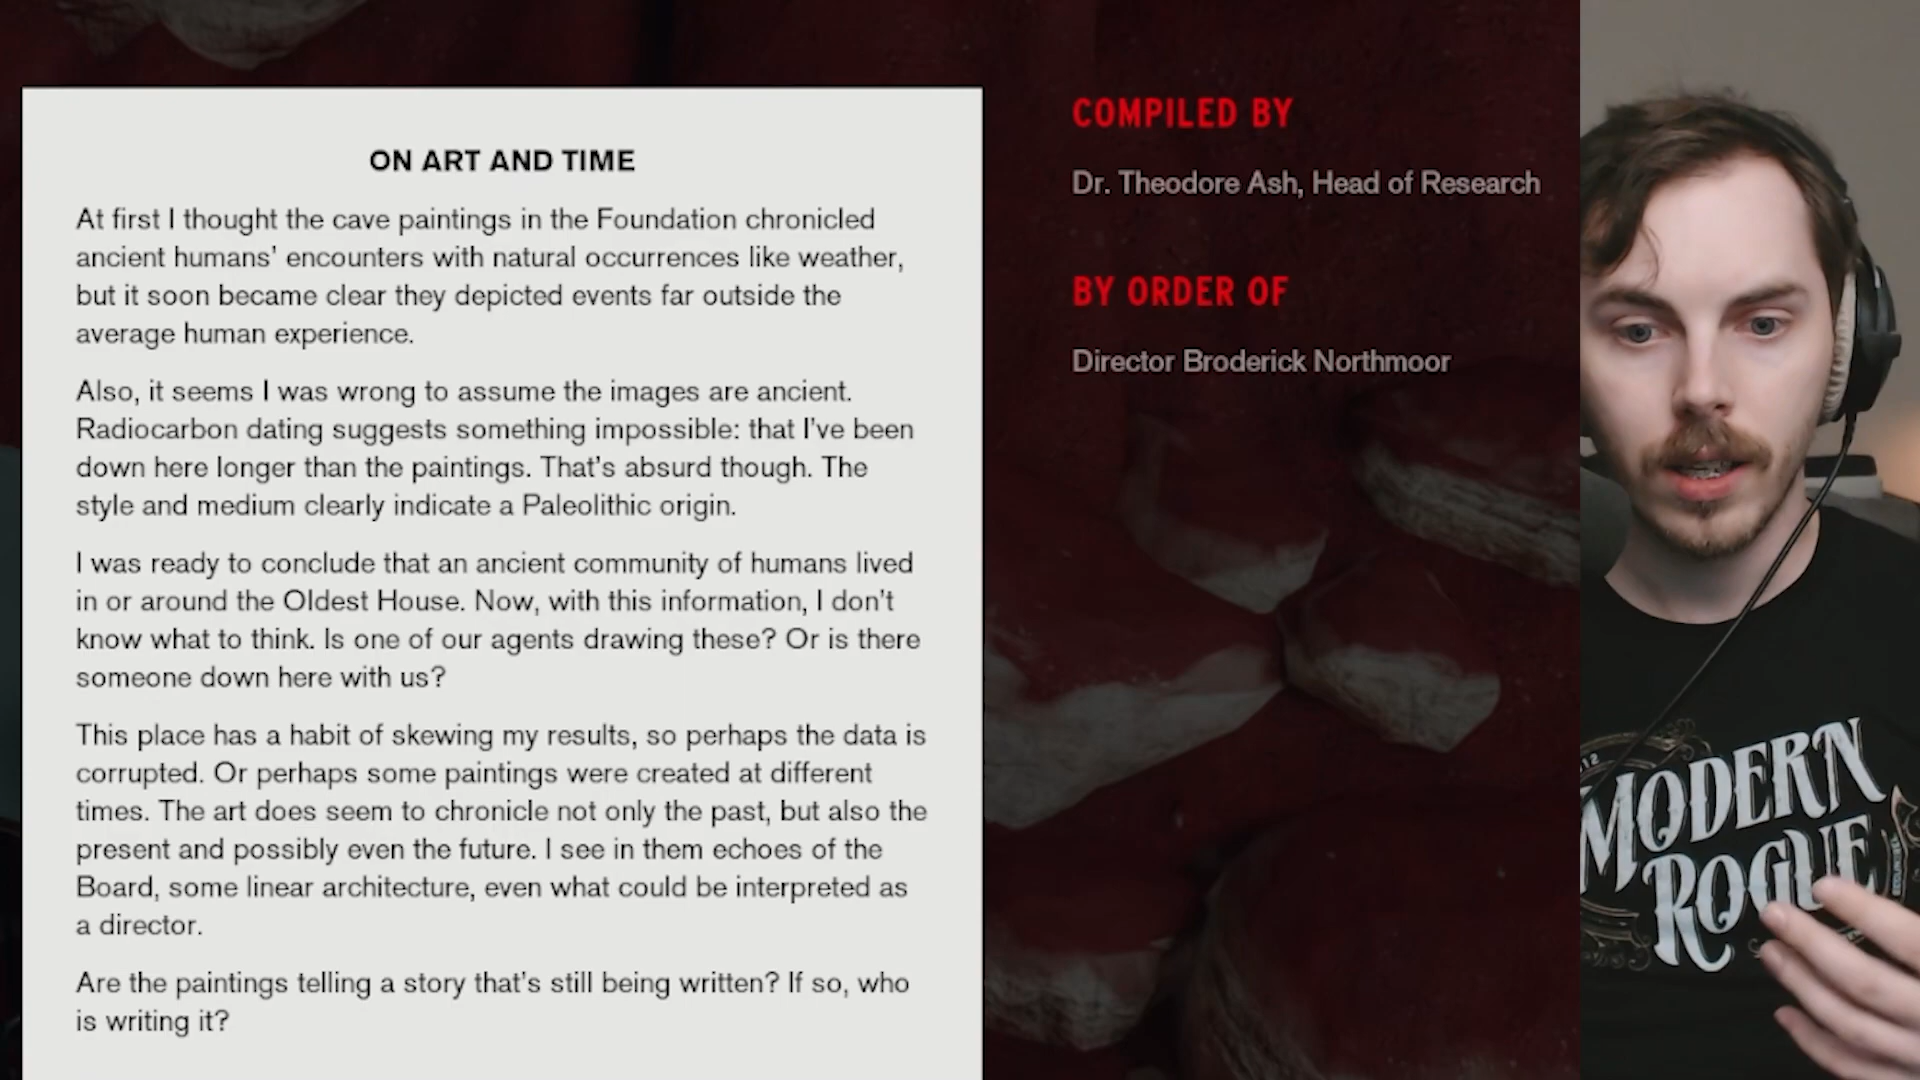 ON ART AND TIME
At first I thought the cave paintings in the Foundation chronicled
ancient humans' encounters with natural occurrences like weather,
but it soon became clear they depicted events far outside the
average human experience.
Also, it seems I was wrong to assume the images are ancient.
Radiocarbon dating suggests something impossible: that I've been
down here longer than the paintings. That's absurd though. The
style and medium clearly indicate a Paleolithic origin.
I was ready to conclude that an ancient community of humans lived
in or around the Oldest House. Now, with this information, I don't
know what to think. Is one of our agents drawing these? Or is there
someone down here with us?
This place has a habit of skewing my results, so perhaps the data is
corrupted. Or perhaps some paintings were created at different
times. The art does seem to chronicle not only the past, but also the
present and possibly even the future. I see in them echoes of the
Board, some linear architecture, even what could be interpreted as
a director.
Are the paintings telling a story that's still being written? If so, who
is writing it?
COMPILED BY
Dr. Theodore Ash, Head of Research
BY ORDER OF
Director Broderick Northmoor
MODERN
ROGUE